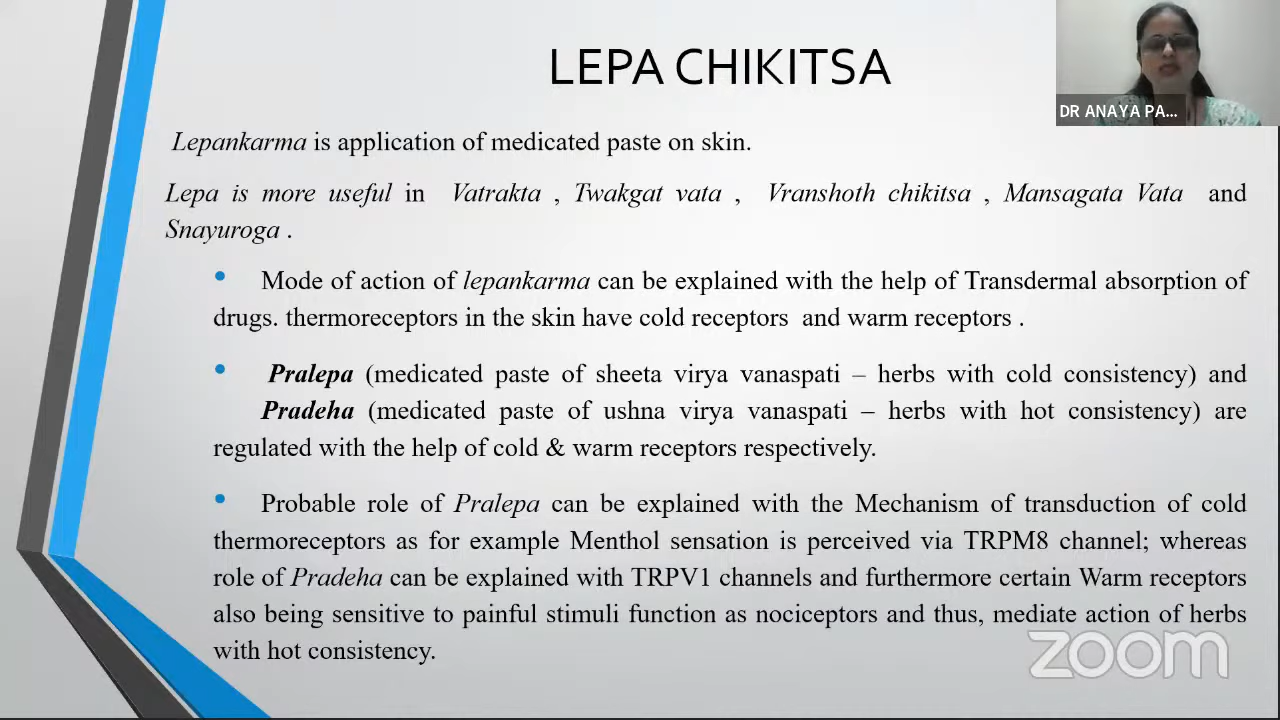 LEPA CHIKITSA
DR ANAYA PA...
Lepankarma is application of medicated paste on skin.
Lepa is more useful in Vatrakta , Twakgat vata , Vranshoth chikitsa , Mansagata Vata and
Snayuroga .
• Mode of action of lepankarma can be explained with the help of Transdermal absorption of
drugs. thermoreceptors in the skin have cold receptors and warm receptors .
• Pralepa (medicated paste of sheeta virya vanaspati – herbs with cold consistency) and
Pradeha (medicated paste of ushna virya vanaspati – herbs with hot consistency) are
regulated with the help of cold & warm receptors respectively.
• Probable role of Pralepa can be explained with the Mechanism of transduction of cold
thermoreceptors as for example Menthol sensation is perceived via TRPM8 channel; whereas
role of Pradeha can be explained with TRPV1 channels and furthermore certain Warm receptors
also being sensitive to painful stimuli function as nociceptors and thus, mediate action of herbs
with hot consistency.
zoom